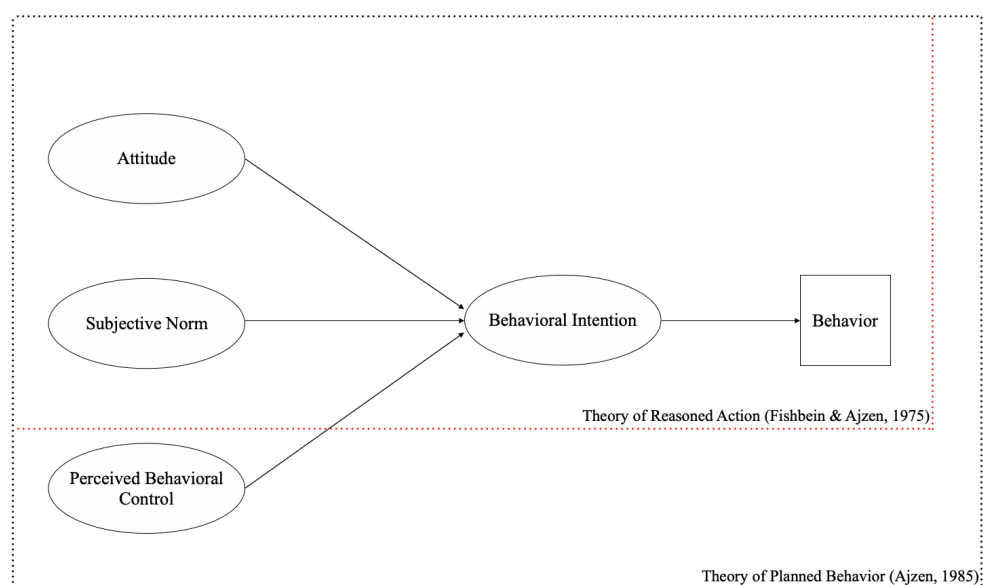 Attitude
Subjective Norm
Behavioral Intention
Behavior
Theory of Reasoned Action (Fishbein & Ajzen, 1975)
Perceived Behavioral
Control
Theory of Planned Behavior (Ajzen, 1985)